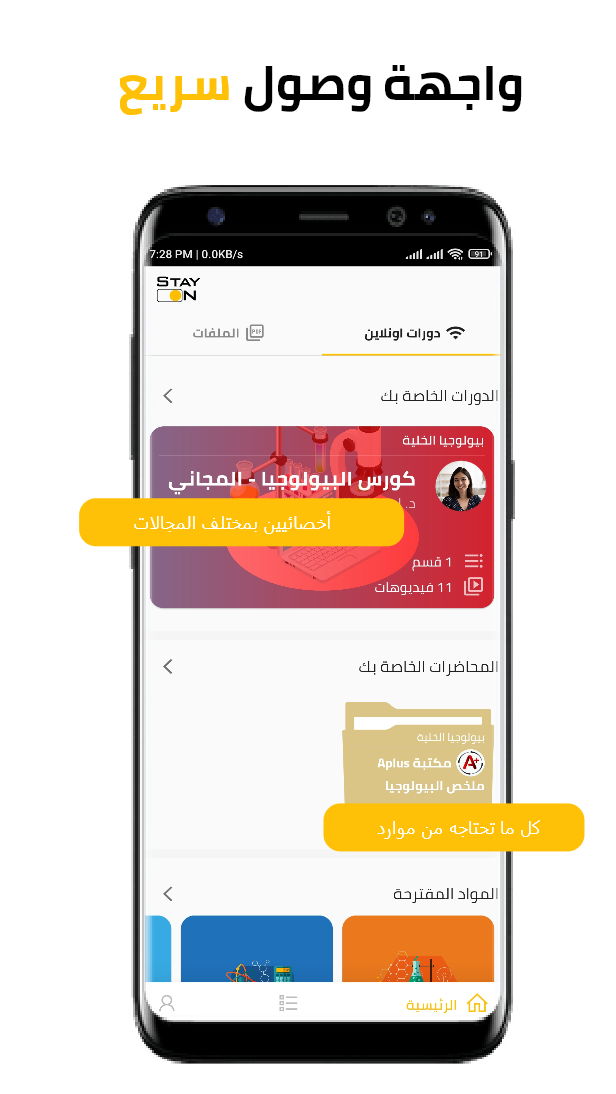 واجهة وصول سريع
7:28 PM | 0.0KB/s
91
STAY
ON
دورات اونلاين
PDF
الملفات
الدورات الخاصة بك
بيولوجيا الخلية
كورس البيولوجيا - المجاني
د.
أخصائيين بمختلف المجالات
1 قسم
11 فيديوهات
المحاضرات الخاصة بك
بيولوجيا الخلية
A+
مكتبة Aplus
ملخص البيولوجيا
كل ما تحتاجه من موارد
المواد المقترحة
الرئيسية